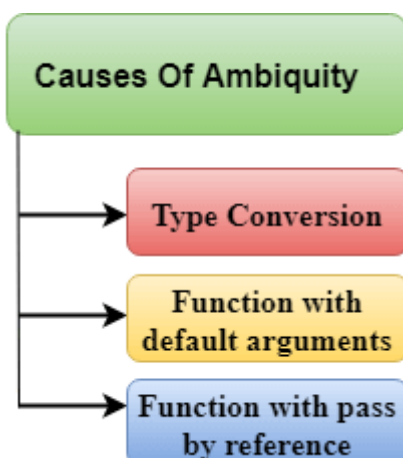 Causes Of Ambiquity
Type Conversion
Function with
default arguments
Function with pass
by reference